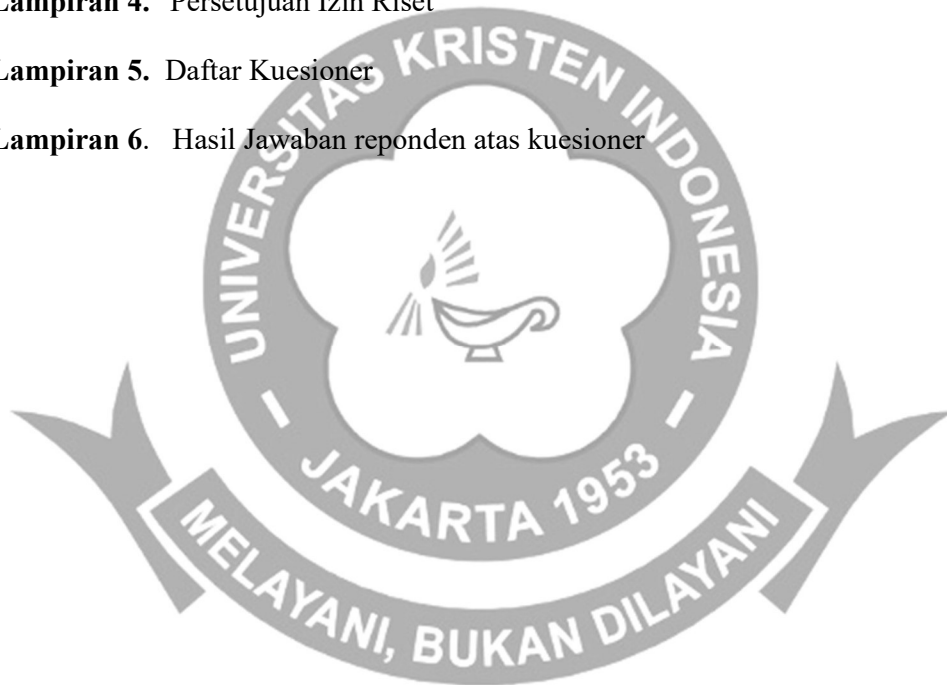 Lampiran 4. Persetujuan Izin Riset
Lampiran 5. Daftar Kuesioner
Lampiran 6. Hasil Jawaban reponden atas kuesioner
UNIVERSITAS KRISTEN INDONESIA
- JAKARTA 1953 -
MELAYANI, BUKAN DILAYANI